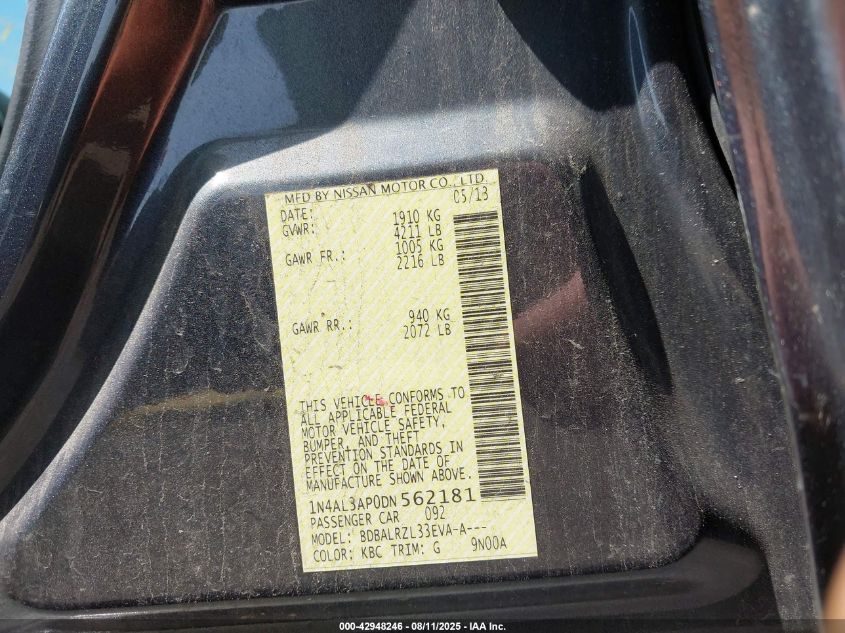 MFD BY NISSAN MOTOR CO., LTD.
DATE: 05/13
GVWR: 1910 KG
4211 LB
GAWR FR.: 1005 KG
2216 LB
GAWR RR.: 940 KG
2072 LB
THIS VEHICLE CONFORMS TO
ALL APPLICABLE FEDERAL
MOTOR VEHICLE SAFETY,
BUMPER, AND THEFT
PREVENTION STANDARDS IN
EFFECT ON THE DATE OF
MANUFACTURE SHOWN ABOVE.
1N4AL3AP0DN562181
PASSENGER CAR 092
MODEL: BDBALRZL33EVA-A---
COLOR: KBC TRIM: G 9N00A
000-42948246 - 08/11/2025 - IAA Inc.